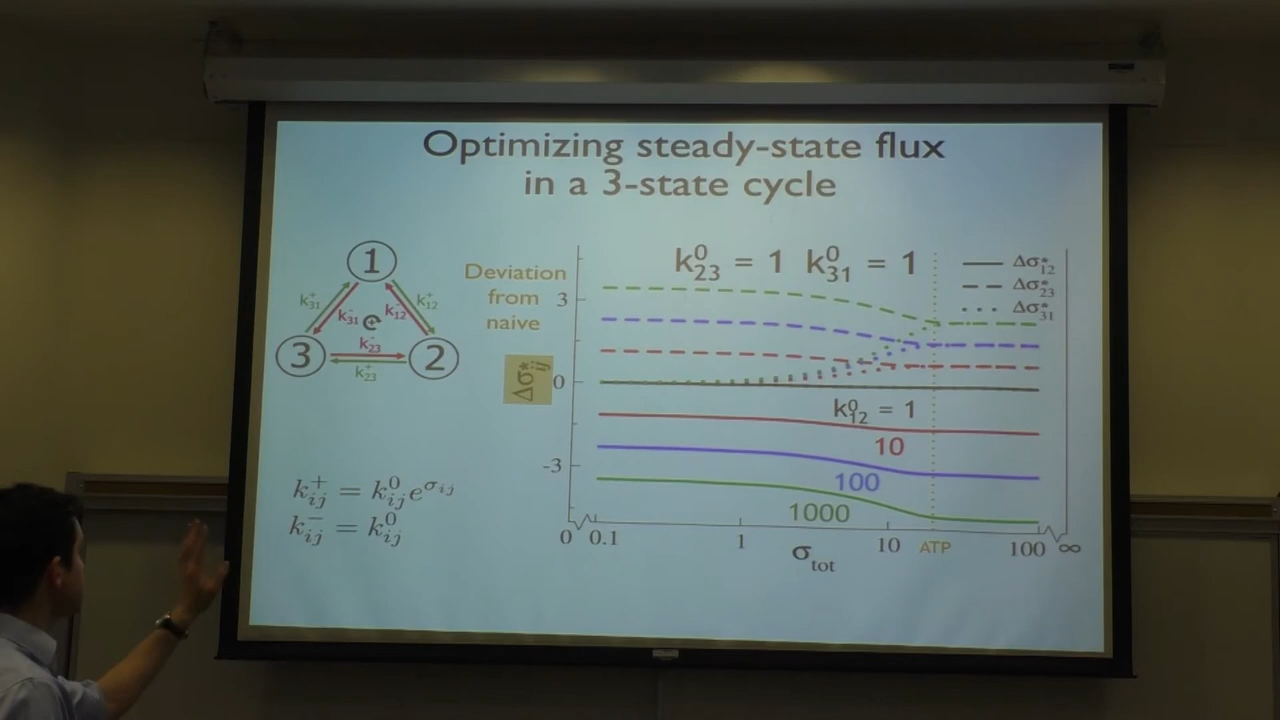 Optimizing steady-state flux
in a 3-state cycle
1
3
2
k⁺₃₁
k⁻₃₁
k⁻₁₂
k⁺₁₂
k⁻₂₃
k⁺₂₃
k⁺ᵢⱼ = k⁰ᵢⱼ e^σᵢⱼ
k⁻ᵢⱼ = k⁰ᵢⱼ
Deviation
from
naive
Δσ*ᵢⱼ
3
0
-3
k⁰₂₃ = 1 k⁰₃₁ = 1
Δσ*₁₂
Δσ*₂₃
Δσ*₃₁
k⁰₁₂ = 1
10
100
1000
0 0.1 1 10 ATP 100 ∞
σtot